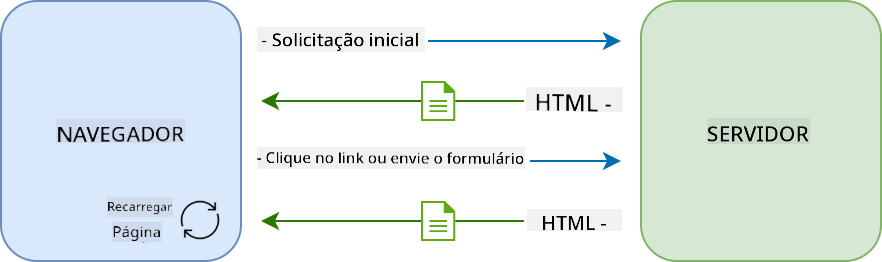 - Solicitação inicial
HTML -
NAVEGADOR
SERVIDOR
- Clique no link ou envie o formulário
Recarregar
Página
HTML -